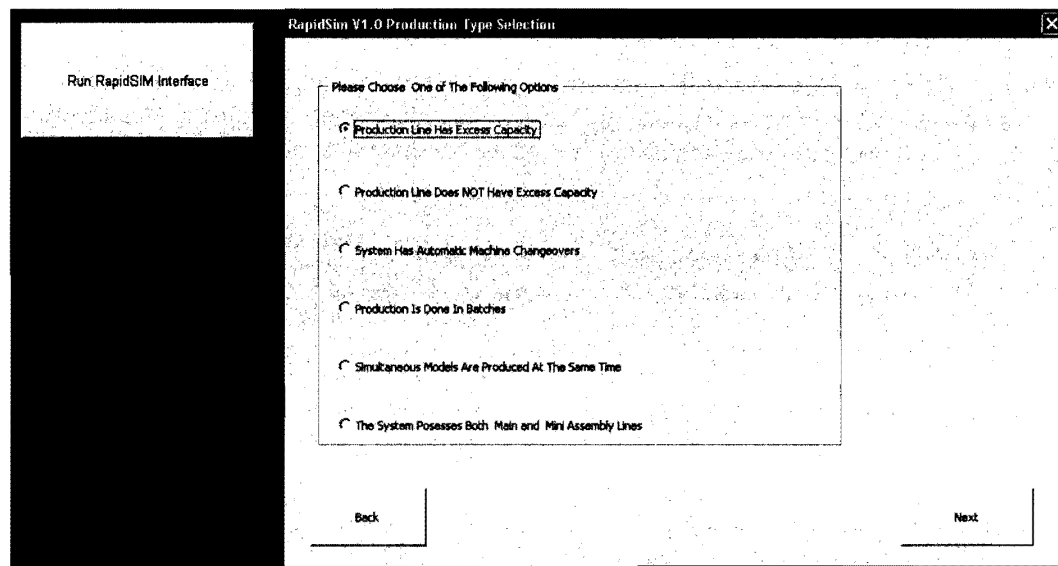 RapidSim V1.0 Production Type Selection
Run RapidSIM Interface
Please Choose One of The Following Options
Production Line Has Excess Capacity
Production Line Does NOT Have Excess Capacity
System Has Automatic Machine Changeovers
Production Is Done In Batches
Simultaneous Models Are Produced At The Same Time
The System Posesses Both Main and Mini Assembly Lines
Back
Next